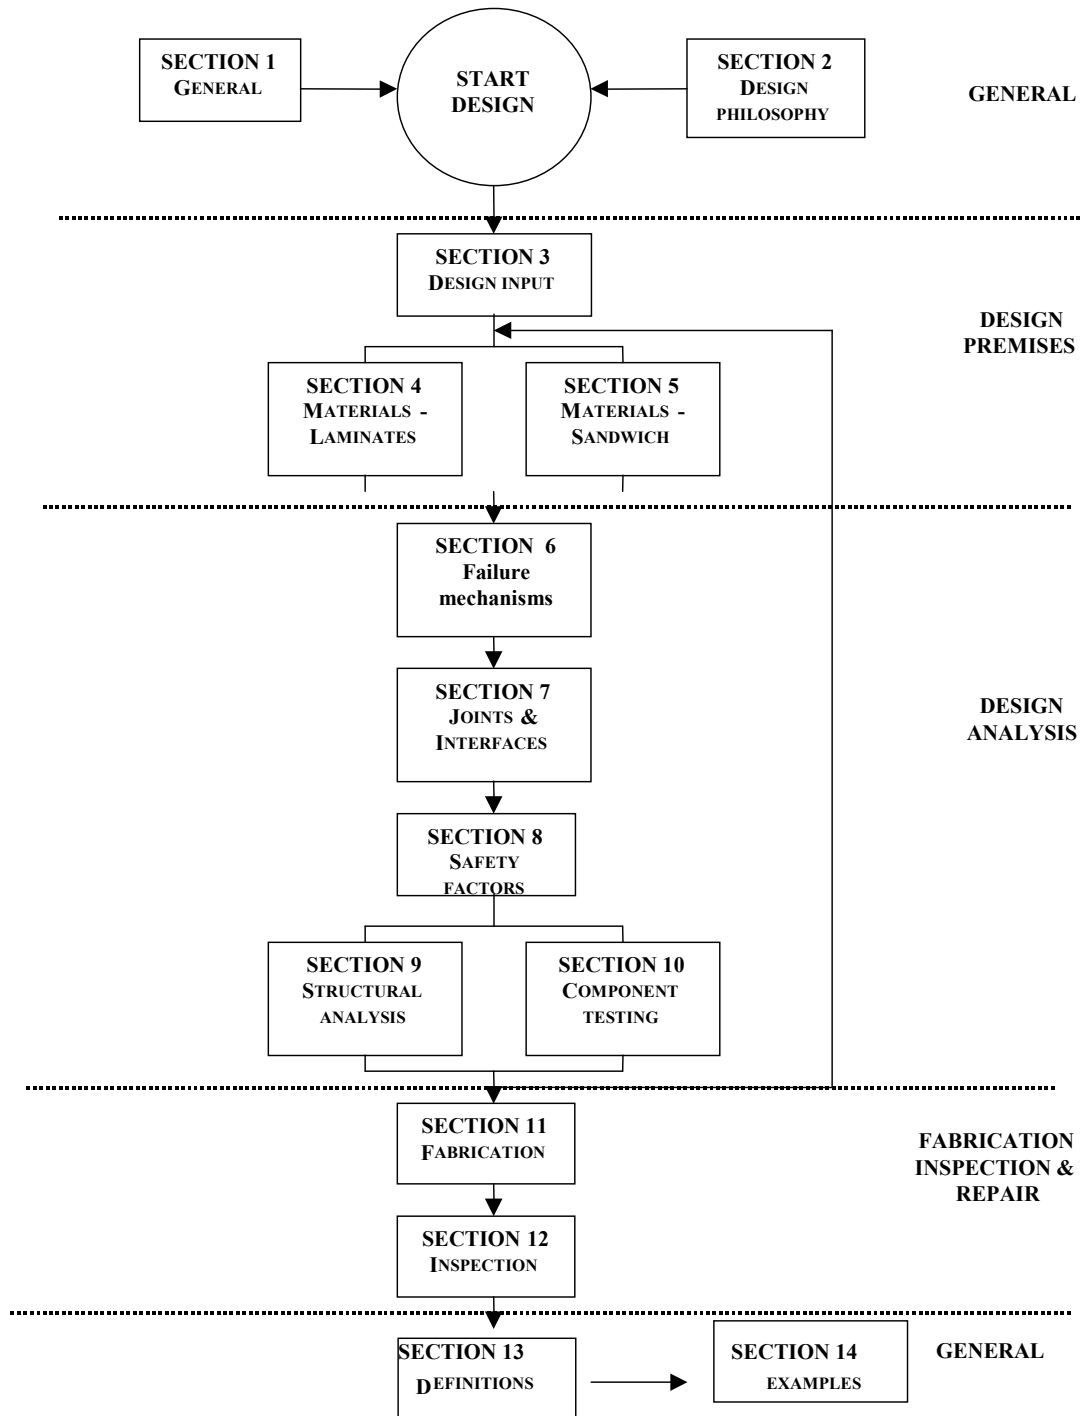 SECTION 1
GENERAL
START
DESIGN
SECTION 2
DESIGN
PHILOSOPHY
GENERAL
SECTION 3
DESIGN INPUT
DESIGN
PREMISES
SECTION 4
MATERIALS -
LAMINATES
SECTION 5
MATERIALS -
SANDWICH
SECTION 6
Failure
mechanisms
SECTION 7
JOINTS &
INTERFACES
DESIGN
ANALYSIS
SECTION 8
SAFETY
FACTORS
SECTION 9
STRUCTURAL
ANALYSIS
SECTION 10
COMPONENT
TESTING
SECTION 11
FABRICATION
FABRICATION
INSPECTION &
REPAIR
SECTION 12
INSPECTION
SECTION 13
DEFINITIONS
SECTION 14
EXAMPLES
GENERAL